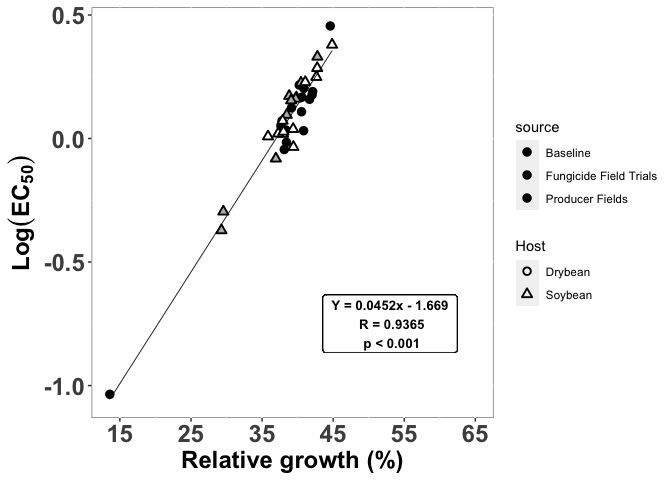 0.5
0.0
-0.5
-1.0
Log(EC50)
15 25 35 45 55 65
Relative growth (%)
Y = 0.0452x - 1.669
R = 0.9365
p < 0.001
source
Baseline
Fungicide Field Trials
Producer Fields
Host
Drybean
Soybean